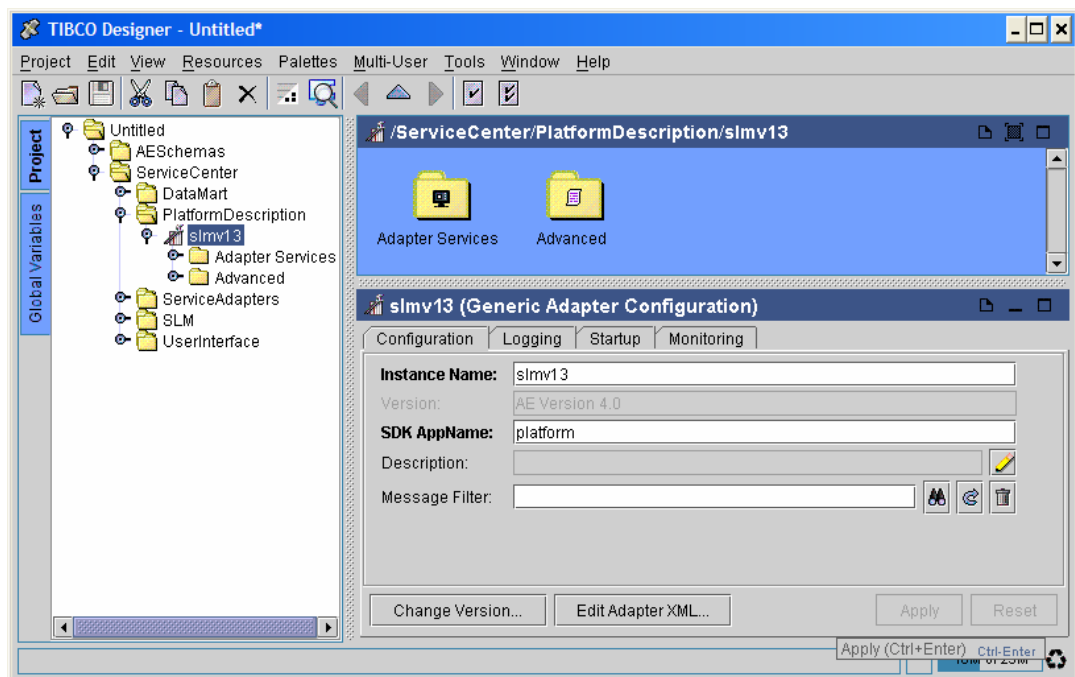 TIBCO Designer - Untitled*
Project Edit View Resources Palettes Multi-User Tools Window Help
Project
Global Variables
Untitled
AESchemas
ServiceCenter
DataMart
PlatformDescription
slmv13
Adapter Services
Advanced
ServiceAdapters
SLM
UserInterface
/ServiceCenter/PlatformDescription/slmv13
Adapter Services Advanced
slmv13 (Generic Adapter Configuration)
Configuration Logging Startup Monitoring
Instance Name: slmv13
Version: AE Version 4.0
SDK AppName: platform
Description:
Message Filter:
Change Version... Edit Adapter XML... Apply Reset
Apply (Ctrl+Enter) Ctrl-Enter